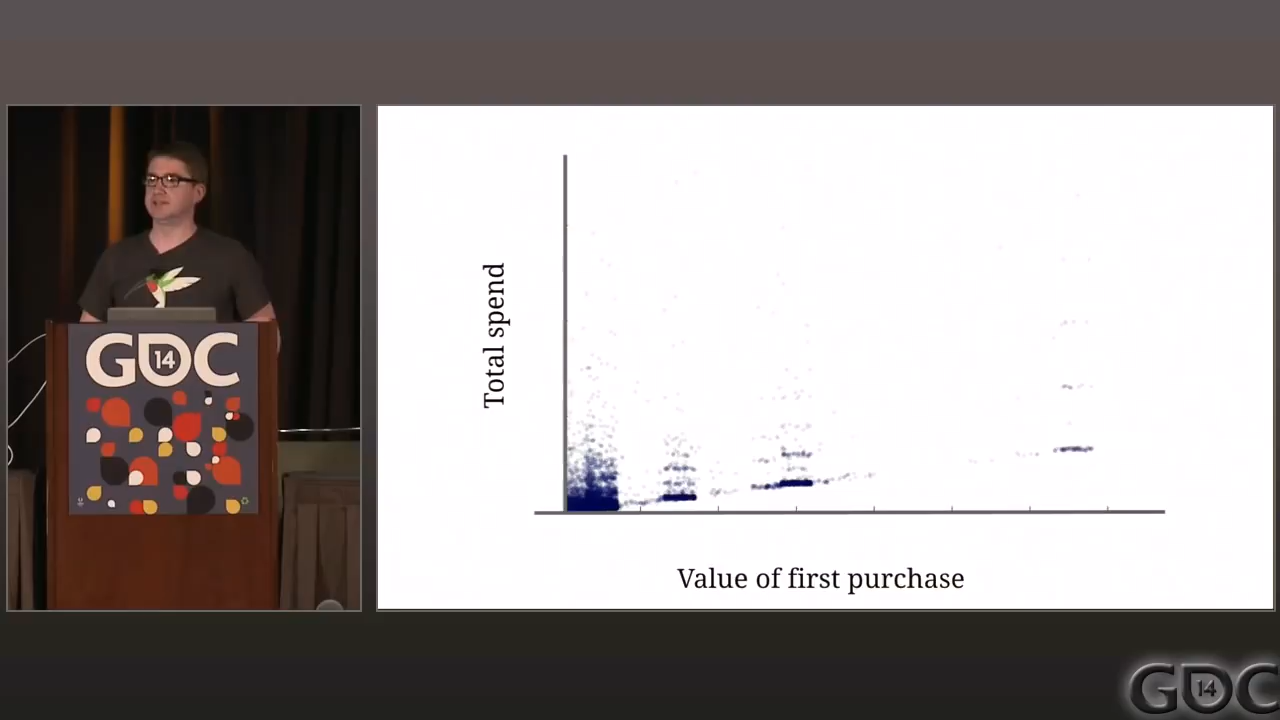 GDC
14
Total spend
Value of first purchase
GDC
14